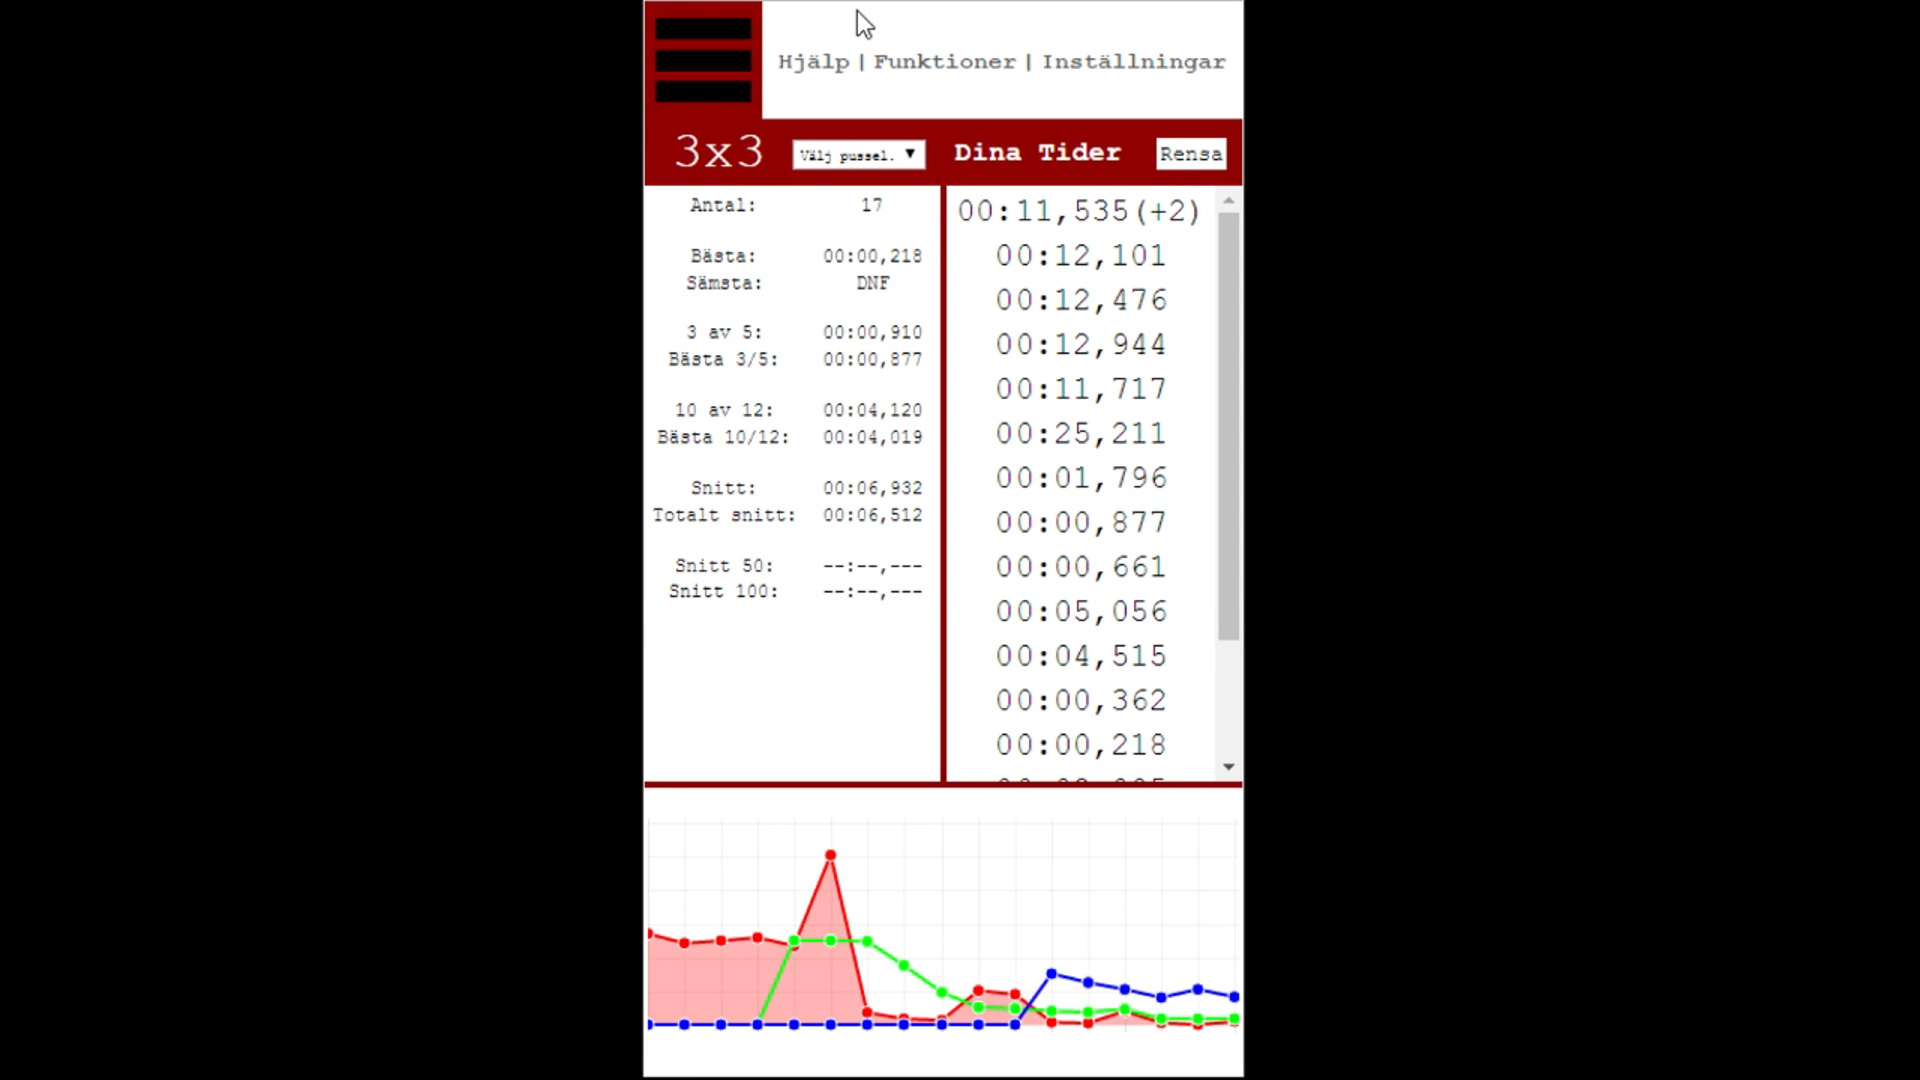 Hjälp | Funktioner | Inställningar
3x3 Välj pussel. ▼ Dina Tider Rensa
Antal: 17
Bästa: 00:00,218
Sämsta: DNF
3 av 5: 00:00,910
Bästa 3/5: 00:00,877
10 av 12: 00:04,120
Bästa 10/12: 00:04,019
Snitt: 00:06,932
Totalt snitt: 00:06,512
Snitt 50: --:--,---
Snitt 100: --:--,---
00:11,535(+2)
00:12,101
00:12,476
00:12,944
00:11,717
00:25,211
00:01,796
00:00,877
00:00,661
00:05,056
00:04,515
00:00,362
00:00,218